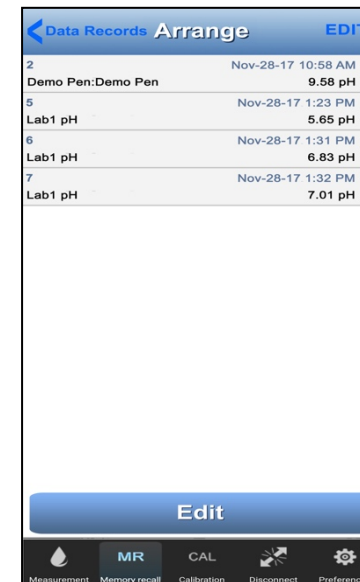 Data Records Arrange EDIT
2 Nov-28-17 10:58 AM
Demo Pen:Demo Pen 9.58 pH
5 Nov-28-17 1:23 PM
Lab1 pH 5.65 pH
6 Nov-28-17 1:31 PM
Lab1 pH 6.83 pH
7 Nov-28-17 1:32 PM
Lab1 pH 7.01 pH
Edit
MR CAL
Measurement Memory recall Calibration Disconnect Preferenc